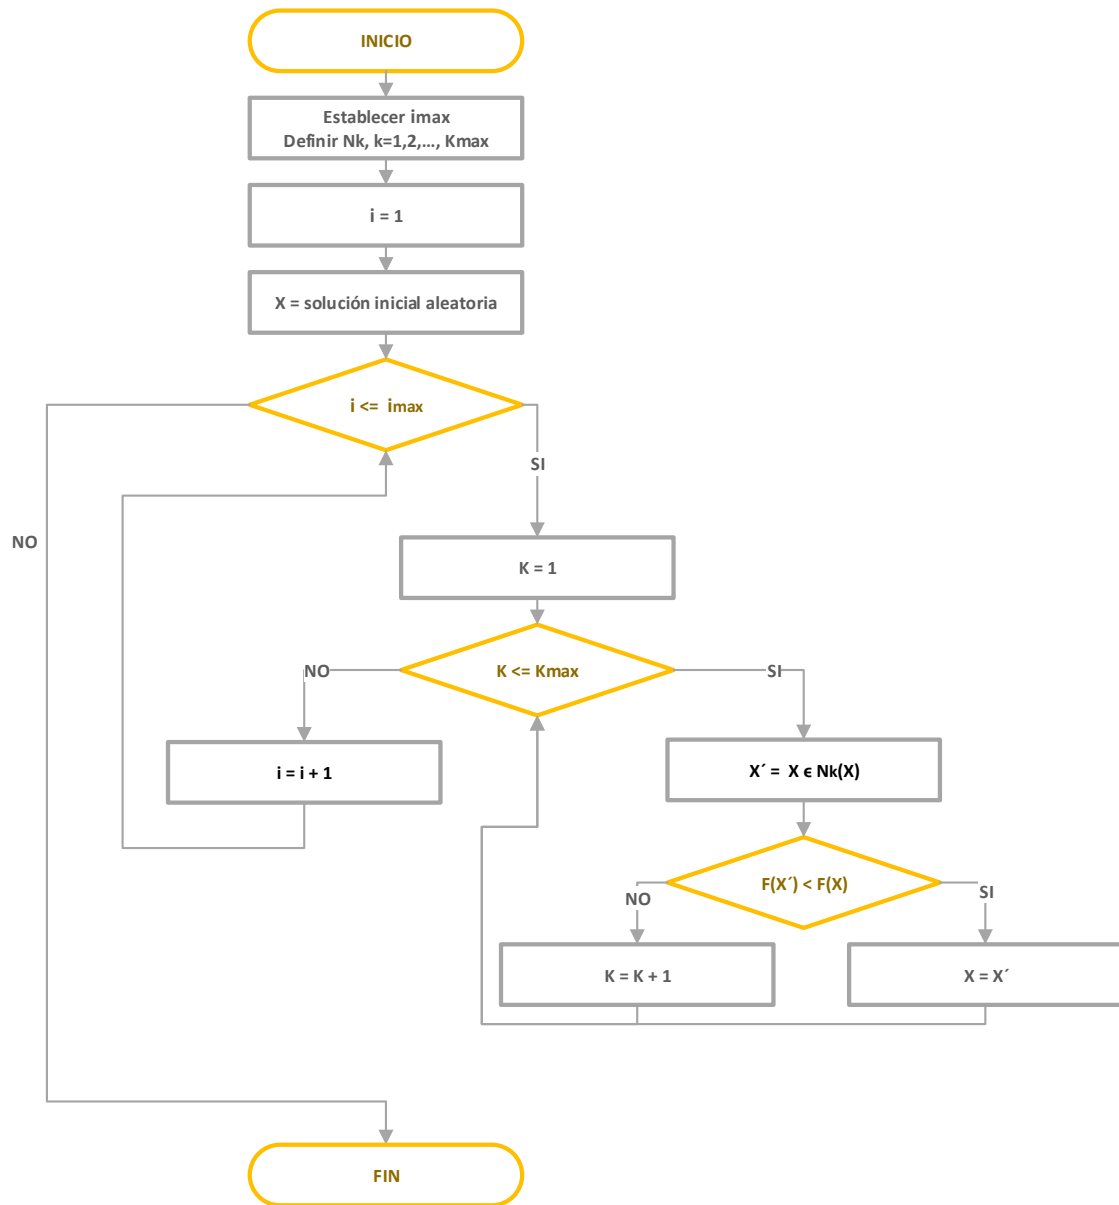 INICIO
Establecer imax
Definir Nk, k=1,2,..., Kmax
i = 1
X = solución inicial aleatoria
i <= imax
SI
NO
K = 1
K <= Kmax
NO
SI
i = i + 1
X´ = X ϵ Nk(X)
F(X´) < F(X)
NO
SI
K = K + 1
X = X´
FIN